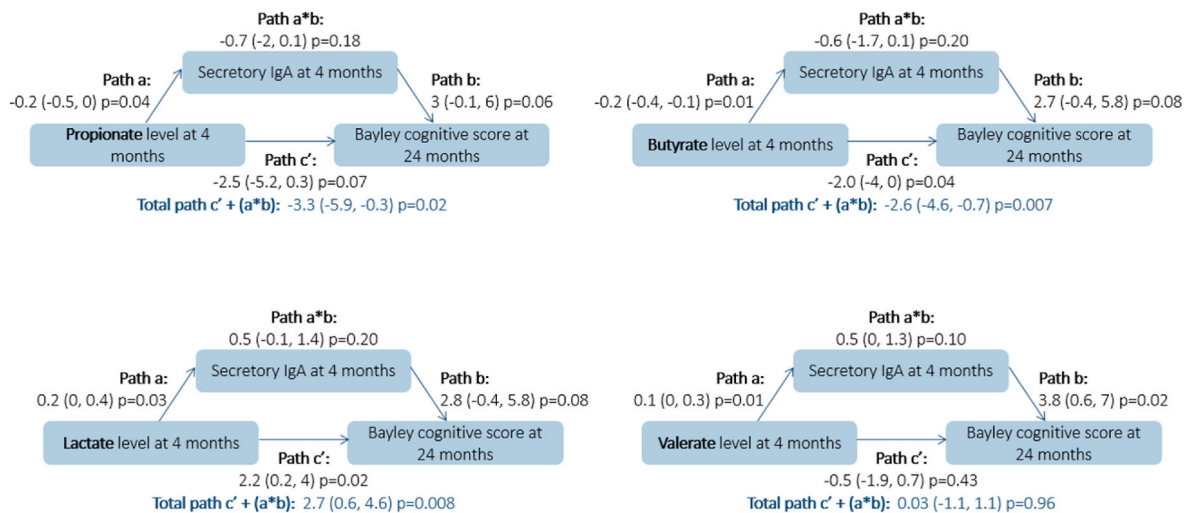 Path a*b:
-0.7 (-2, 0.1) p=0.18
Secretory IgA at 4 months
Path a:
-0.2 (-0.5, 0) p=0.04
Path b:
3 (-0.1, 6) p=0.06
Propionate level at 4
months
Bayley cognitive score at
24 months
Path c’:
-2.5 (-5.2, 0.3) p=0.07
Total path c’ + (a*b): -3.3 (-5.9, -0.3) p=0.02
Path a*b:
-0.6 (-1.7, 0.1) p=0.20
Secretory IgA at 4 months
Path a:
-0.2 (-0.4, -0.1) p=0.01
Path b:
2.7 (-0.4, 5.8) p=0.08
Butyrate level at 4 months
Bayley cognitive score at
24 months
Path c’:
-2.0 (-4, 0) p=0.04
Total path c’ + (a*b): -2.6 (-4.6, -0.7) p=0.007
Path a*b:
0.5 (-0.1, 1.4) p=0.20
Secretory IgA at 4 months
Path a:
0.2 (0, 0.4) p=0.03
Path b:
2.8 (-0.4, 5.8) p=0.08
Lactate level at 4 months
Bayley cognitive score at
24 months
Path c’:
2.2 (0.2, 4) p=0.02
Total path c’ + (a*b): 2.7 (0.6, 4.6) p=0.008
Path a*b:
0.5 (0, 1.3) p=0.10
Secretory IgA at 4 months
Path a:
0.1 (0, 0.3) p=0.01
Path b:
3.8 (0.6, 7) p=0.02
Valerate level at 4 months
Bayley cognitive score at
24 months
Path c’:
-0.5 (-1.9, 0.7) p=0.43
Total path c’ + (a*b): 0.03 (-1.1, 1.1) p=0.96